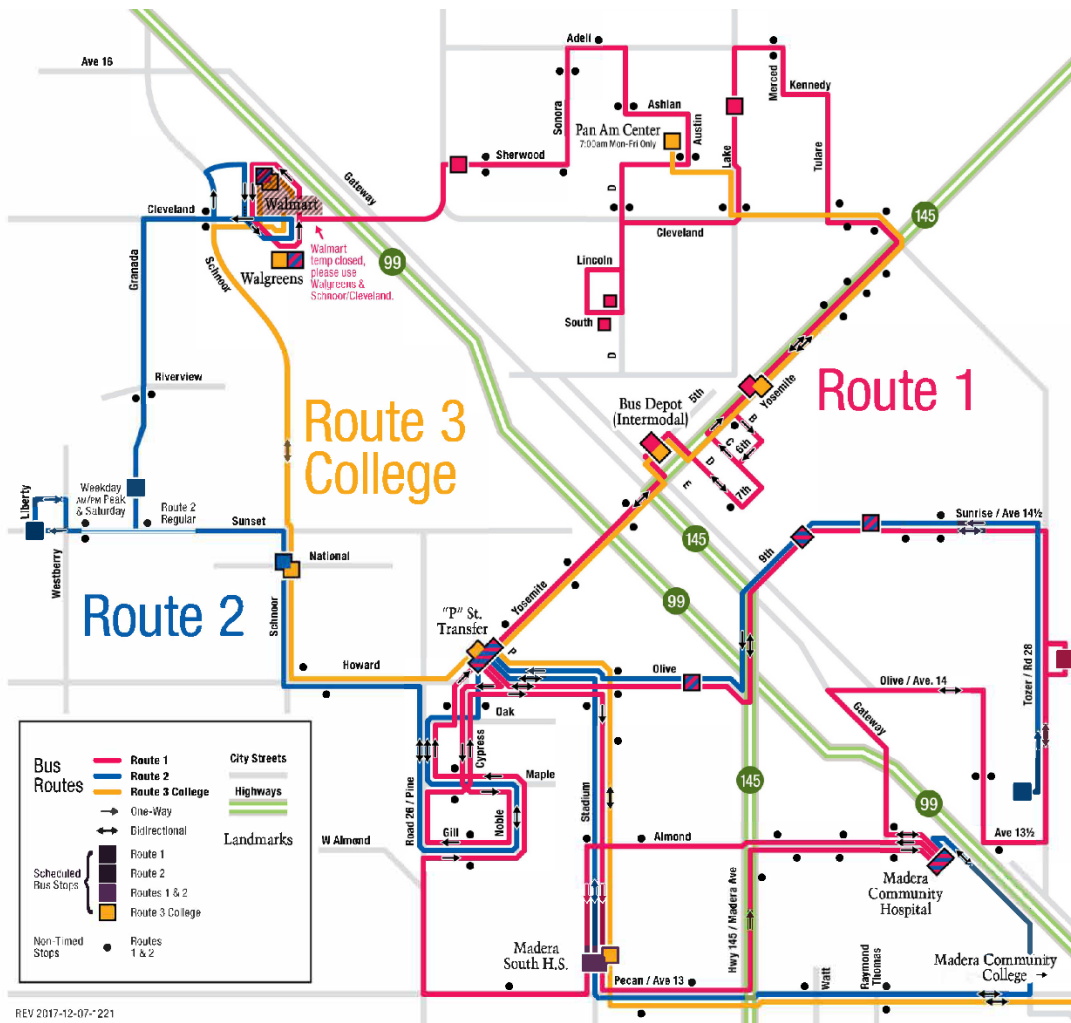 Ave 16
Adell
Merced
Kennedy
Sonora
Ashlan
Austin
Pan Am Center
7:00am Mon-Fri Only
Sherwood
Lake
Tulare
Gateway
D
D
145
Cleveland
Walmart
Cleveland
99
Walmart
temp closed,
please use
Walgreens &
Schnoor/Cleveland.
Granada
Schnoor
Walgreens
Lincoln
South
D
Riverview
Route 3
College
Bus Depot
(Intermodal)
5th
Yosemite
Route 1
B
6th
C
D
7th
E
Weekday
AM/PM Peak
& Saturday
Route 2
Regular
Liberty
Westberry
Sunset
National
Sunrise / Ave 14½
145
9th
99
Route 2
Schnoor
Yosemite
"P" St.
Transfer
P
Howard
Olive
Olive / Ave. 14
Tozer / Rd 28
Gateway
Oak
Cypress
Maple
Stadium
145
99
Road 26 / Pine
Noble
Gill
W Almond
Almond
Ave 13½
Madera
Community
Hospital
Hwy 145 / Madera Ave
Madera
South H.S.
Pecan / Ave 13
Watt
Raymond
Thomas
Madera Community
College →
Bus
Routes
Route 1
Route 2
Route 3 College
One-Way
Bidirectional
City Streets
Highways
Landmarks
Scheduled
Bus Stops
Route 1
Route 2
Routes 1 & 2
Route 3 College
Non-Timed
Stops
Routes
1 & 2
REV 2017-12-07-1221